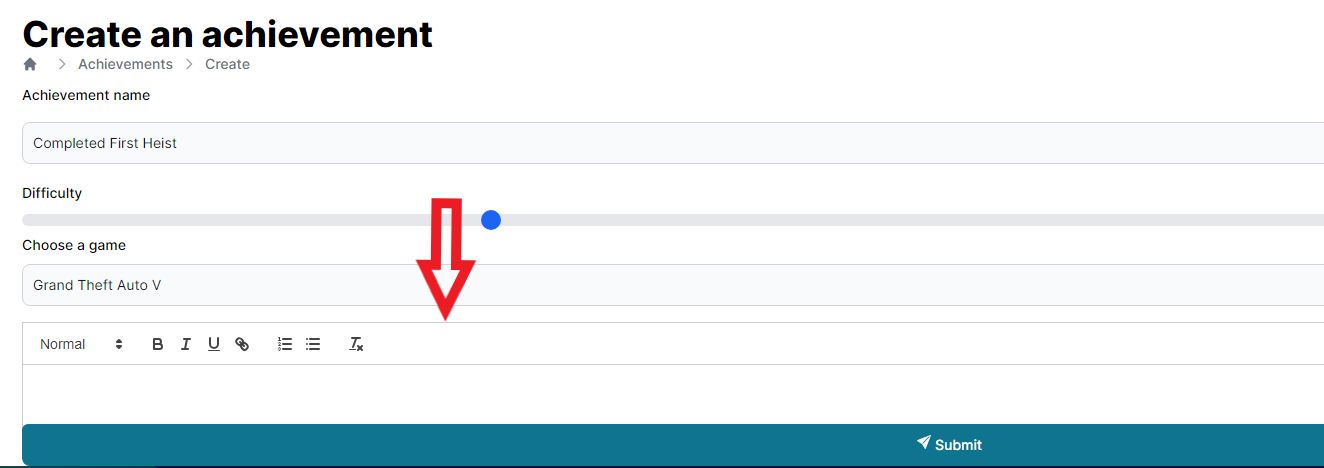 Create an achievement
Achievements Create
Achievement name
Completed First Heist
Difficulty
Choose a game
Grand Theft Auto V
Normal B I U
Submit